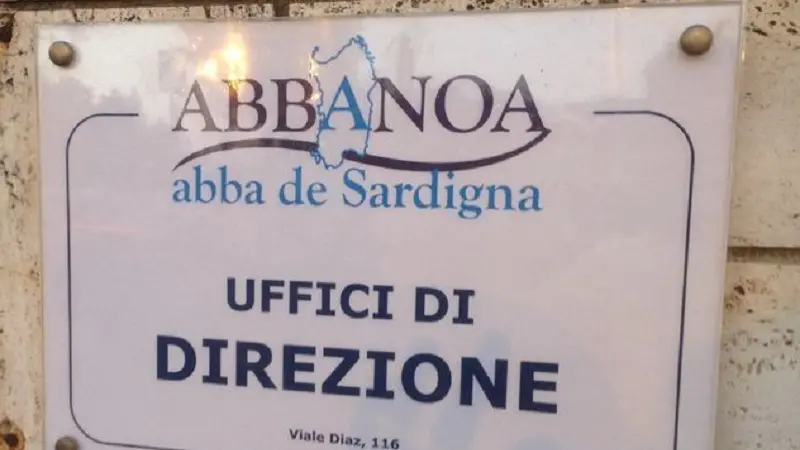 ABBANOA
abba de Sardigna
UFFICI DI
DIREZIONE
Viale Diaz, 116